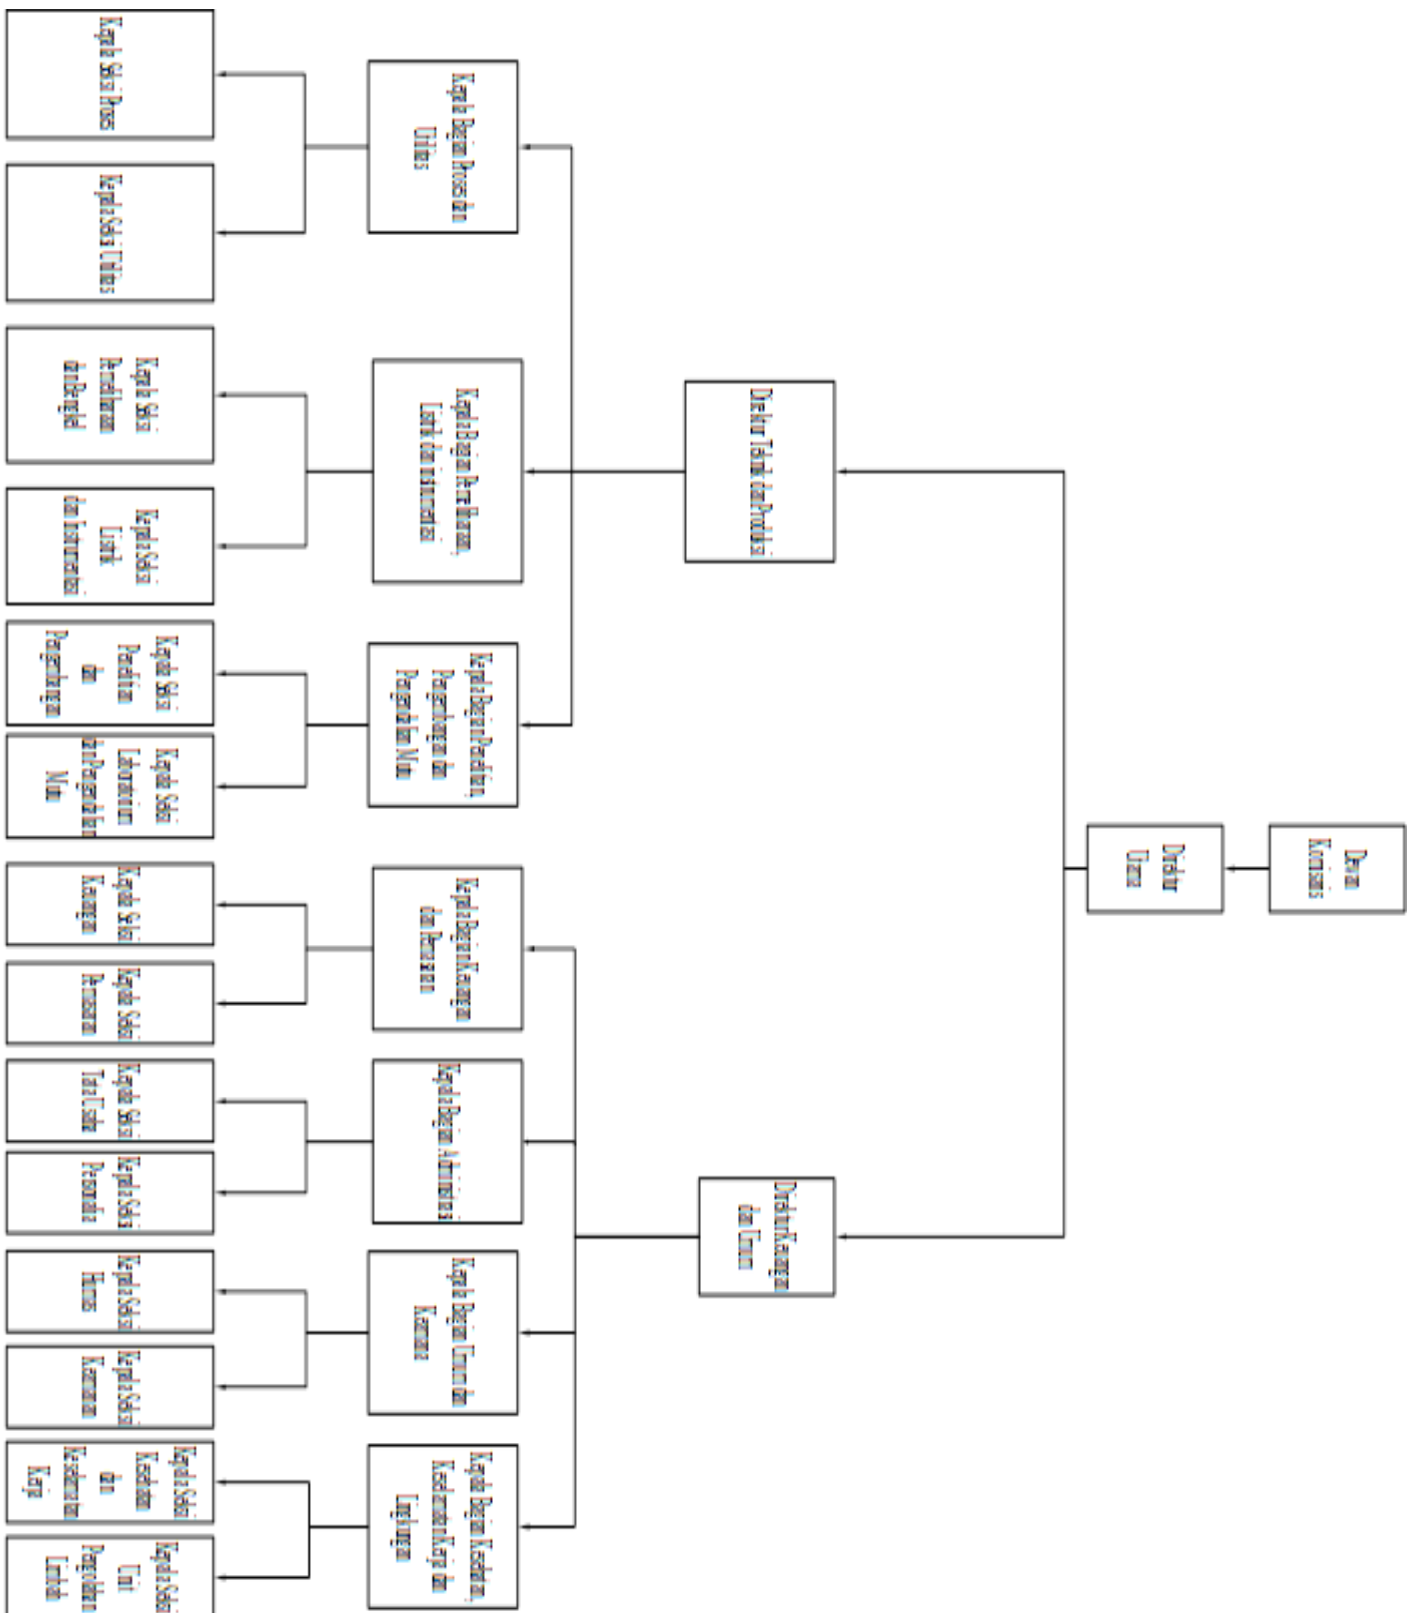 Dewan
Komisaris
Direktur
Utama
Direktur Teknik dan Produksi
Direktur Keuangan
dan Umum
Kepala Bagian Proses dan
Utilitas
Kepala Bagian Pemeliharaan,
Listrik dan instrumentasi
Kepala Bagian Penelitian,
Pengembangan dan
Pengendalian Mutu
Kepala Bagian Keuangan
dan Pemasaran
Kepala Bagian Administrasi
Kepala Bagian Umum dan
Keamana
Kepala Bagian Kesehatan,
Keselamatan Kerja dan
Lingkungan
Kepala Seksi Proses
Kepala Seksi Utilitas
Kepala Seksi
Pemeliharaan
dan Bengkel
Kepala Seksi
Listrik
dan Instrumentasi
Kepala Seksi
Penelitian
dan
Pengembangan
Kepala Seksi
Laboratorium
dan Pengendalian
Mutu
Kepala Seksi
Keuangan
Kepala Seksi
Pemasaran
Kepala Seksi
Tata Usaha
Kepala Seksi
Personalia
Kepala Seksi
Humas
Kepala Seksi
Keamanan
Kepala Seksi
Kesehatan
dan
Keselamatan
Kerja
Kepala Seksi
Unit
Pengolahan
Limbah